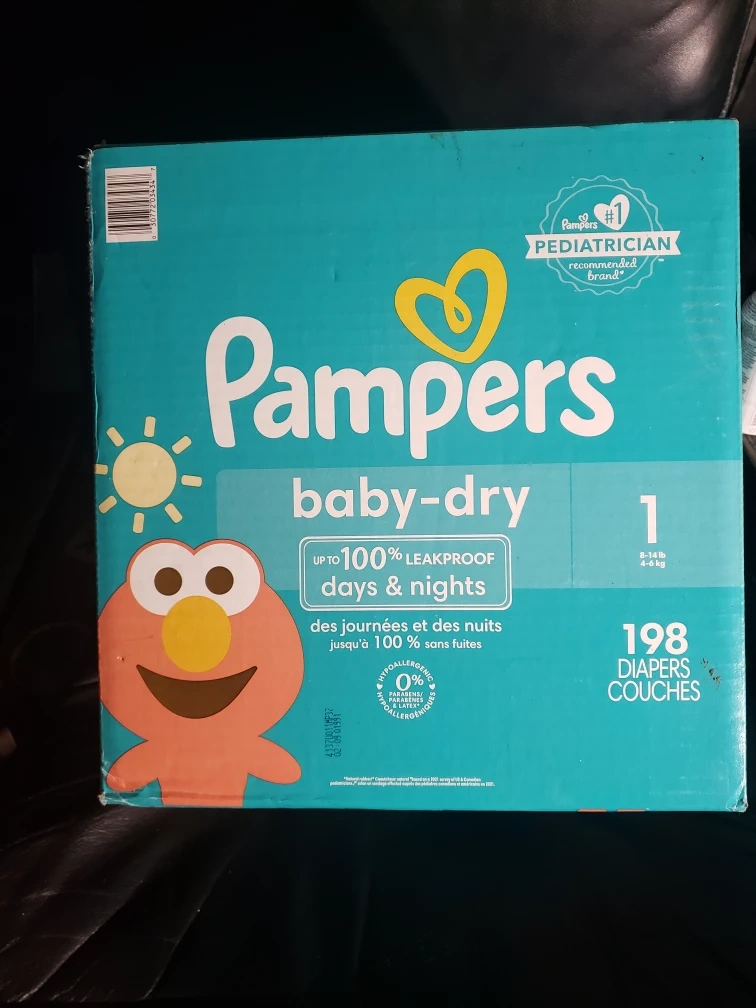 Pampers #1
PEDIATRICIAN
recommended
brand*
Pampers
baby-dry
1
8-14 lb
4-6 kg
UP TO 100% LEAKPROOF
days & nights
des journées et des nuits
jusqu'à 100 % sans fuites
198
DIAPERS
COUCHES
HYPOALLERGENIC
0%
PARABENS/
PARABÈNES
& LATEX*
HYPOALLERGÉNIQUES